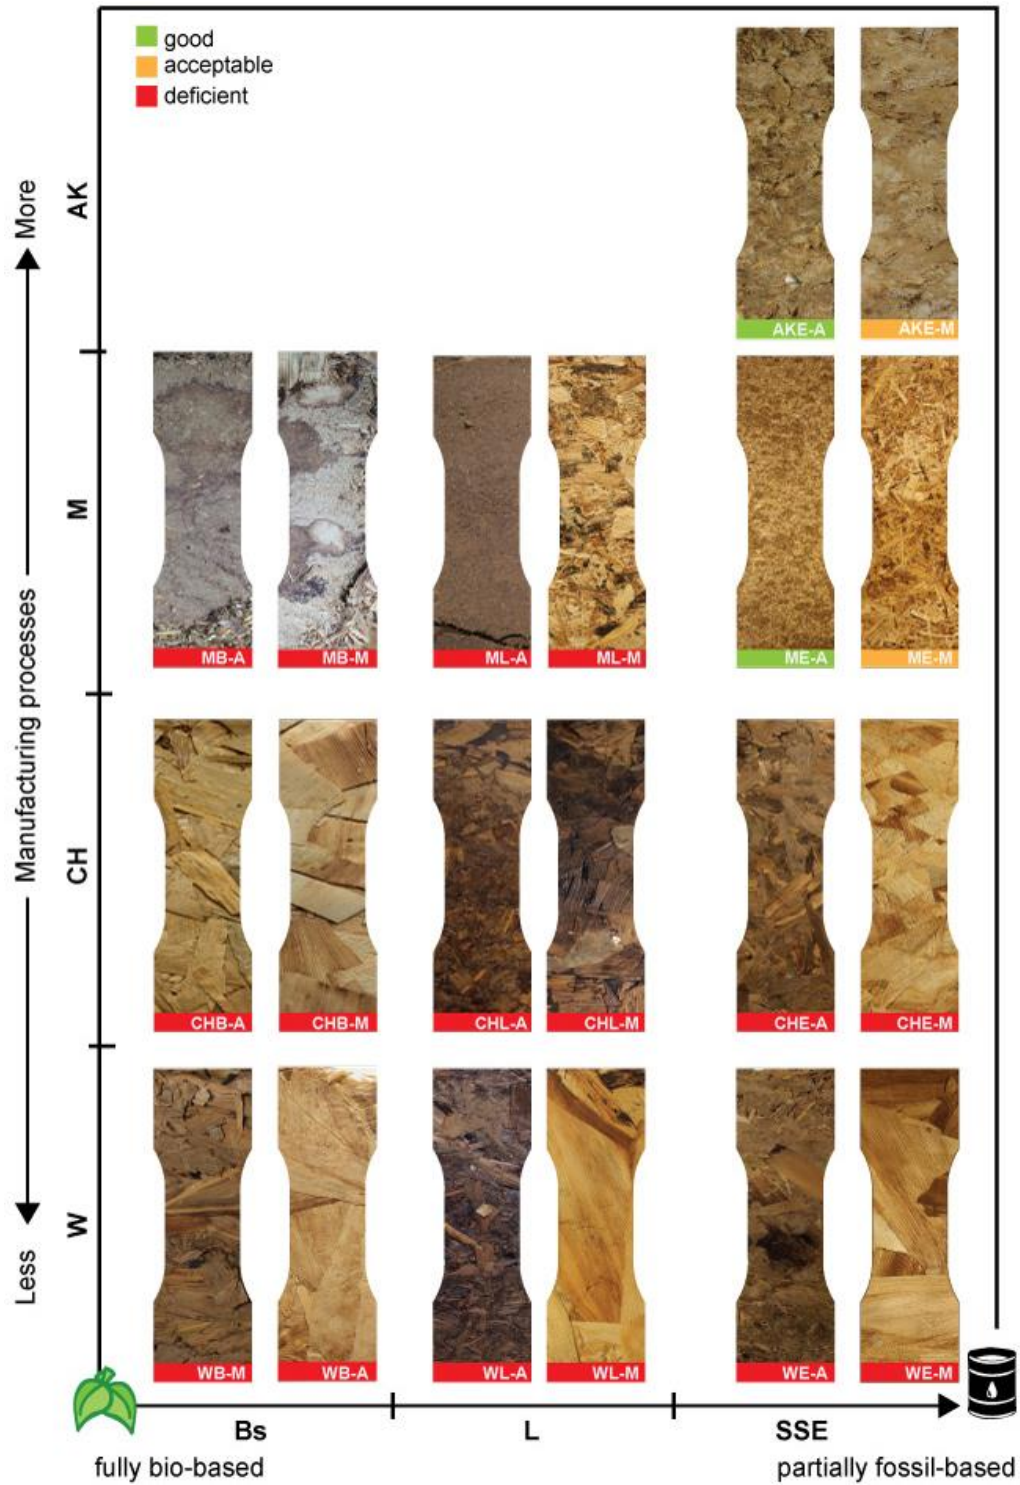 good
acceptable
deficient
More
Manufacturing processes
Less
AK
AKE-A
AKE-M
M
MB-A
MB-M
ML-A
ML-M
ME-A
ME-M
CH
CHB-A
CHB-M
CHL-A
CHL-M
CHE-A
CHE-M
W
WB-M
WB-A
WL-A
WL-M
WE-A
WE-M
Bs
L
SSE
fully bio-based
partially fossil-based